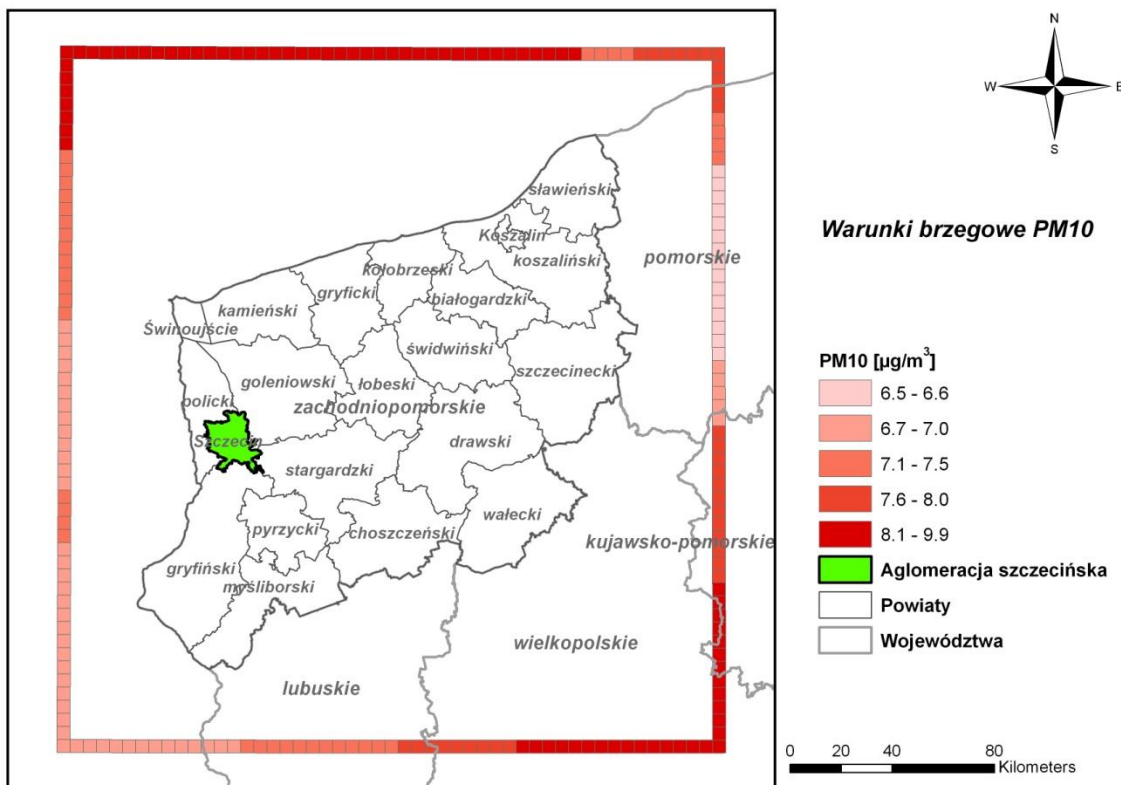 N
W E
S
sławieński
Warunki brzegowe PM10
Koszalin
koszaliński
pomorskie
kołobrzeski
gryficki
białogardzki
kamieński
Świnoujście
świdwiński
szczecinecki
goleniowski
łobeski
policki
zachodniopomorskie
Szczecin
drawski
stargardzki
wałecki
pyrzycki
choszczeński
kujawsko-pomorskie
gryfiński
myśliborski
wielkopolskie
lubuskie
PM10 [µg/m³]
6.5 - 6.6
6.7 - 7.0
7.1 - 7.5
7.6 - 8.0
8.1 - 9.9
Aglomeracja szczecińska
Powiaty
Województwa
0 20 40 80
Kilometers